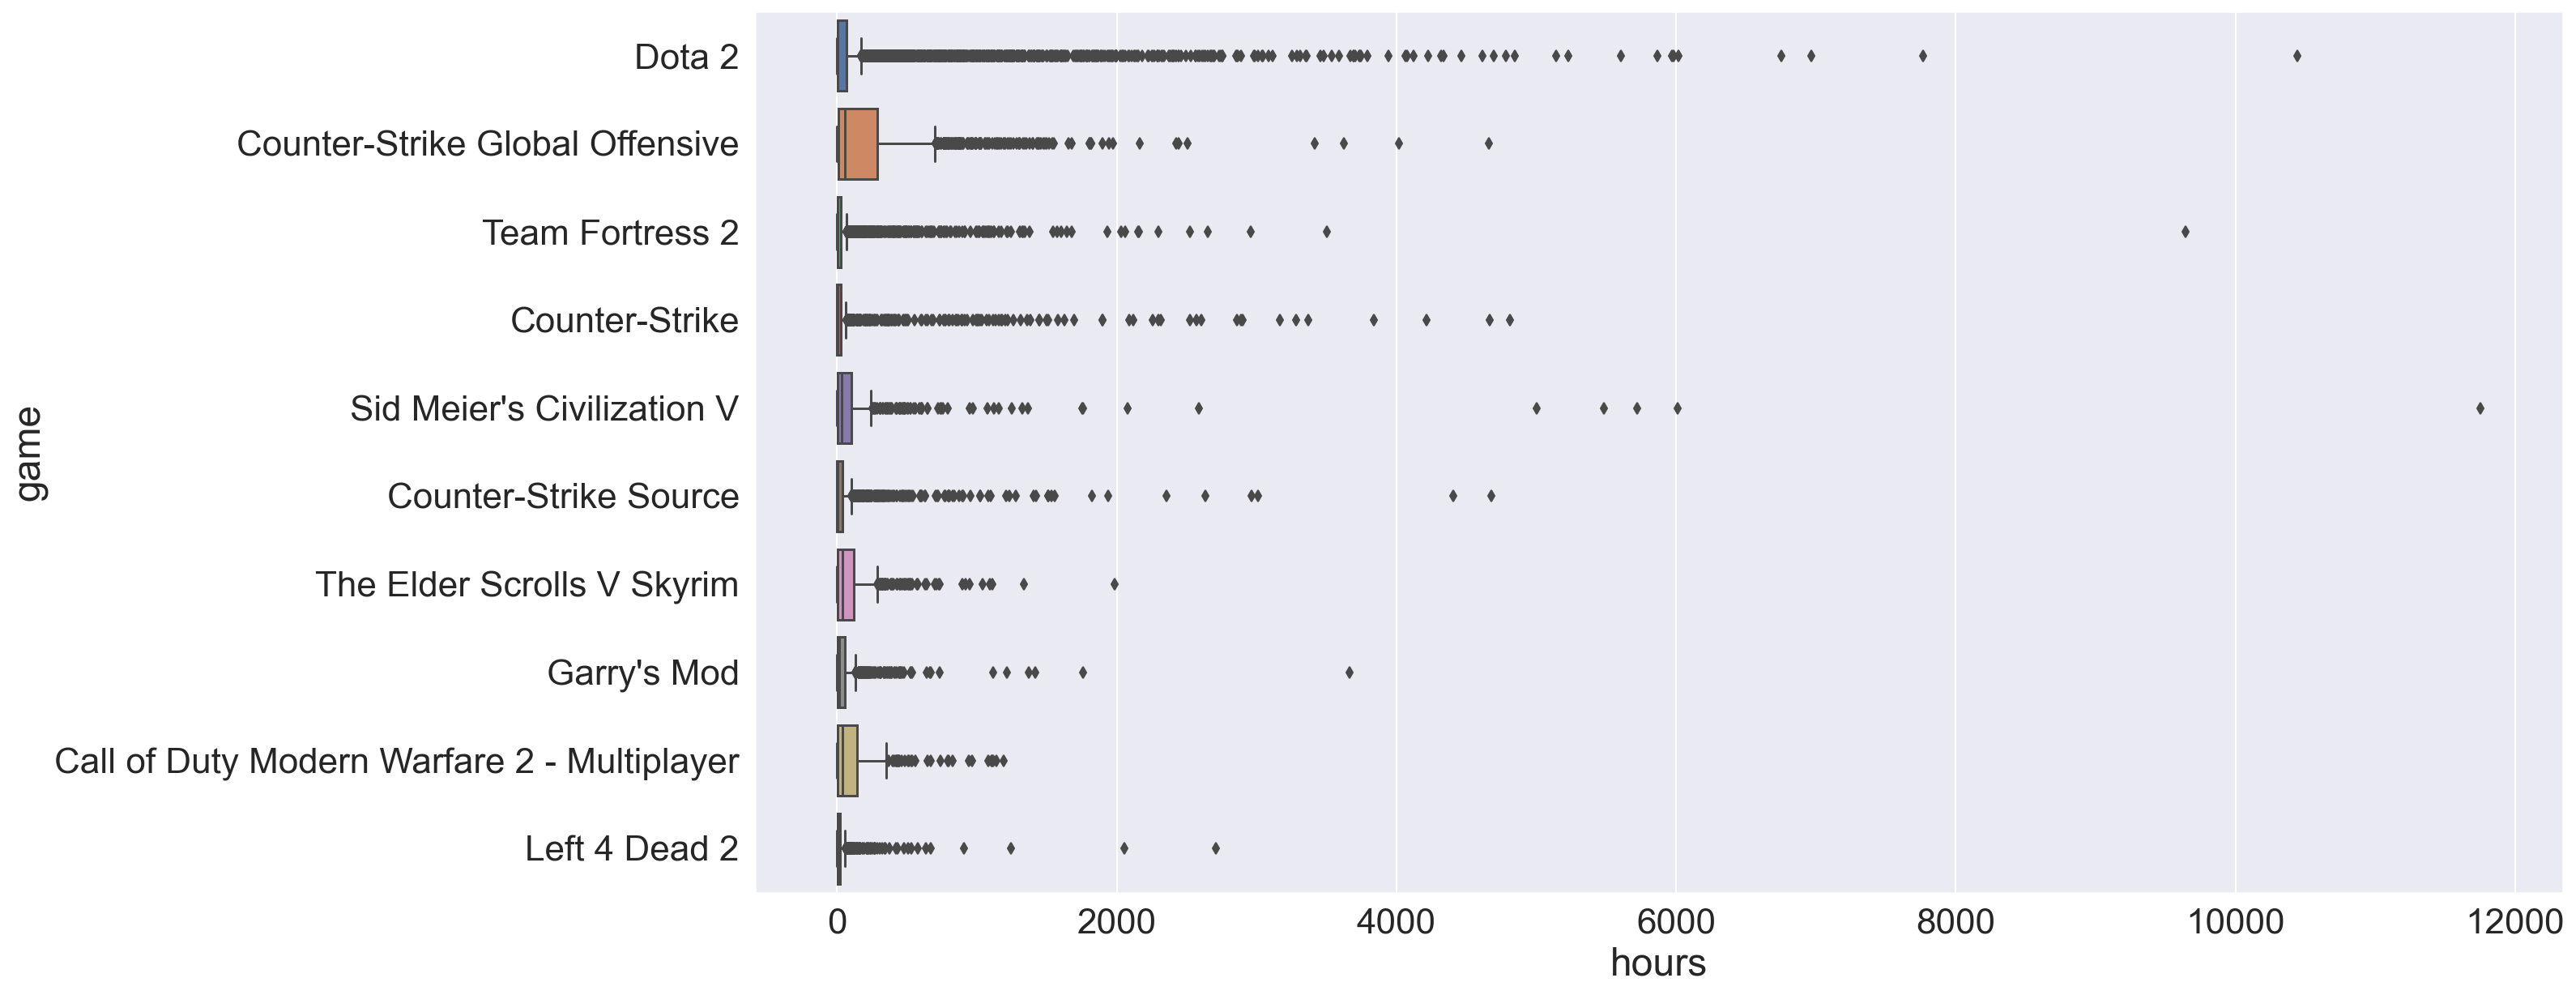 Dota 2
Counter-Strike Global Offensive
Team Fortress 2
Counter-Strike
Sid Meier's Civilization V
Counter-Strike Source
The Elder Scrolls V Skyrim
Garry's Mod
Call of Duty Modern Warfare 2 - Multiplayer
Left 4 Dead 2
game
0 2000 4000 6000 8000 10000 12000
hours